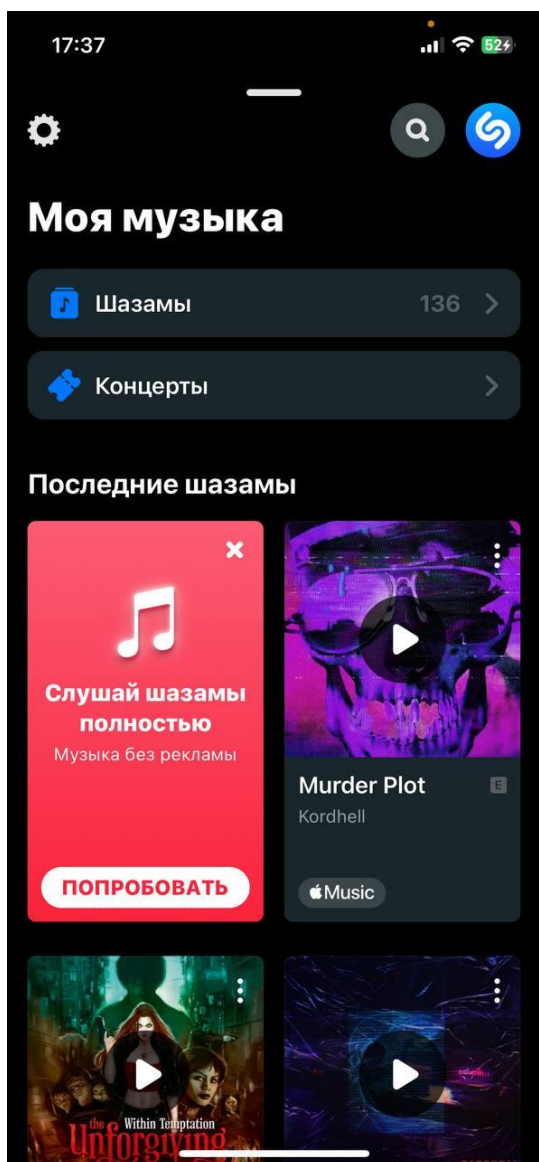 17:37
52
Моя музыка
Шазамы 136
Концерты
Последние шазамы
Слушай шазамы
полностью
Музыка без рекламы
ПОПРОБОВАТЬ
Murder Plot E
Kordhell
Music
Within Temptation
the Unforgiving